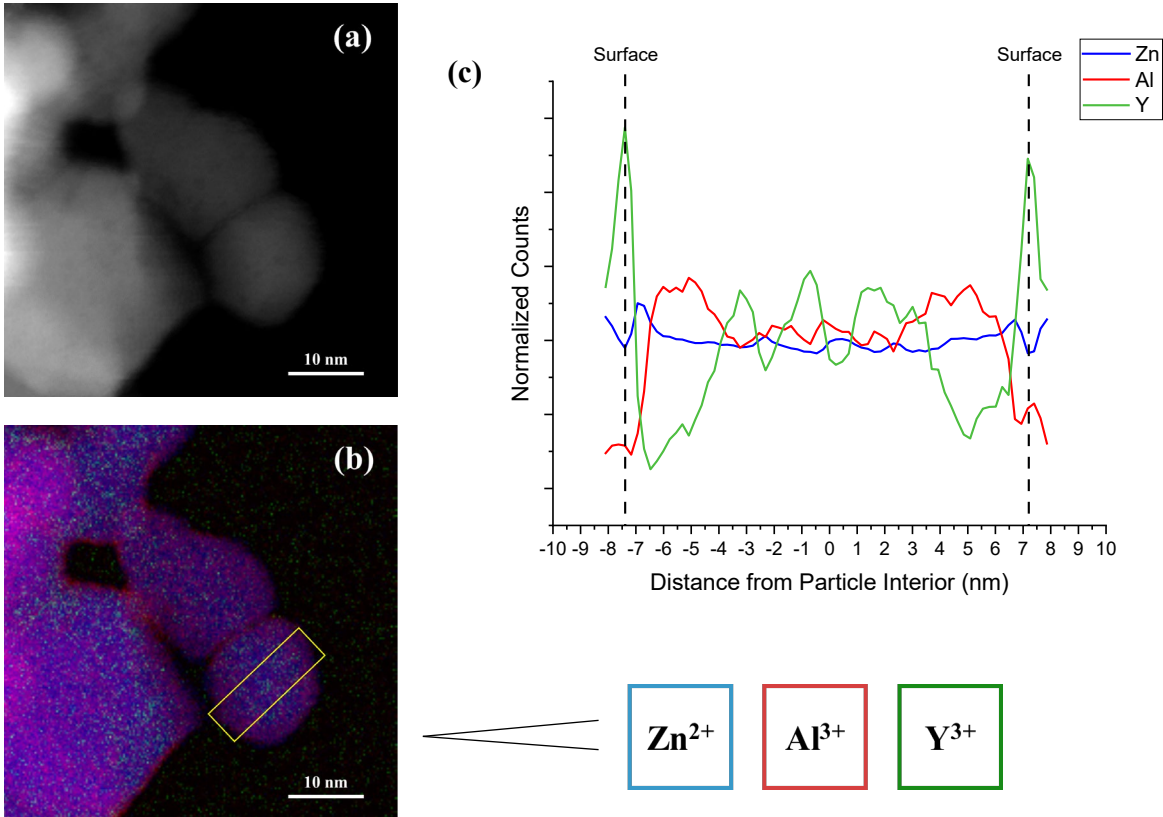 (a)
10 nm
(b)
10 nm
(c)
Surface
Surface
Zn
Al
Y
Normalized Counts
-10 -9 -8 -7 -6 -5 -4 -3 -2 -1 0 1 2 3 4 5 6 7 8 9 10
Distance from Particle Interior (nm)
Zn²⁺
Al³⁺
Y³⁺